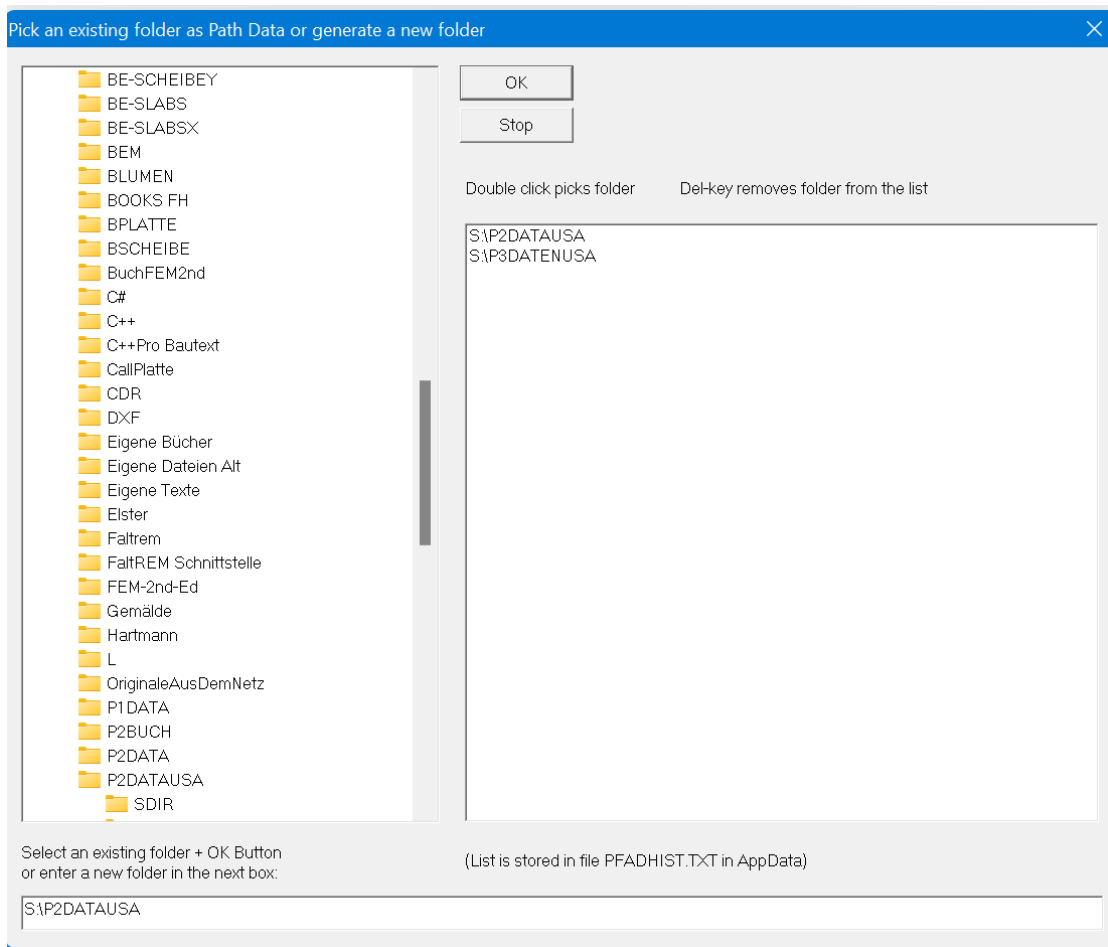 Pick an existing folder as Path Data or generate a new folder
BE-SCHEIBEY
BE-SLABS
BE-SLABSX
BEM
BLUMEN
BOOKS FH
BPLATTE
BSCHEIBE
BuchFEM2nd
C#
C++
C++Pro Bautext
CallPlatte
CDR
DXF
Eigene Bücher
Eigene Dateien Alt
Eigene Texte
Elster
Faltrem
FaltREM Schnittstelle
FEM-2nd-Ed
Gemälde
Hartmann
L
OriginaleAusDemNetz
P1DATA
P2BUCH
P2DATA
P2DATAUSA
SDIR
OK
Stop
Double click picks folder Del-key removes folder from the list
S:\P2DATAUSA
S:\P3DATENUSA
Select an existing folder + OK Button
or enter a new folder in the next box:
(List is stored in file PFADHIST.TXT in AppData)
S:\P2DATAUSA